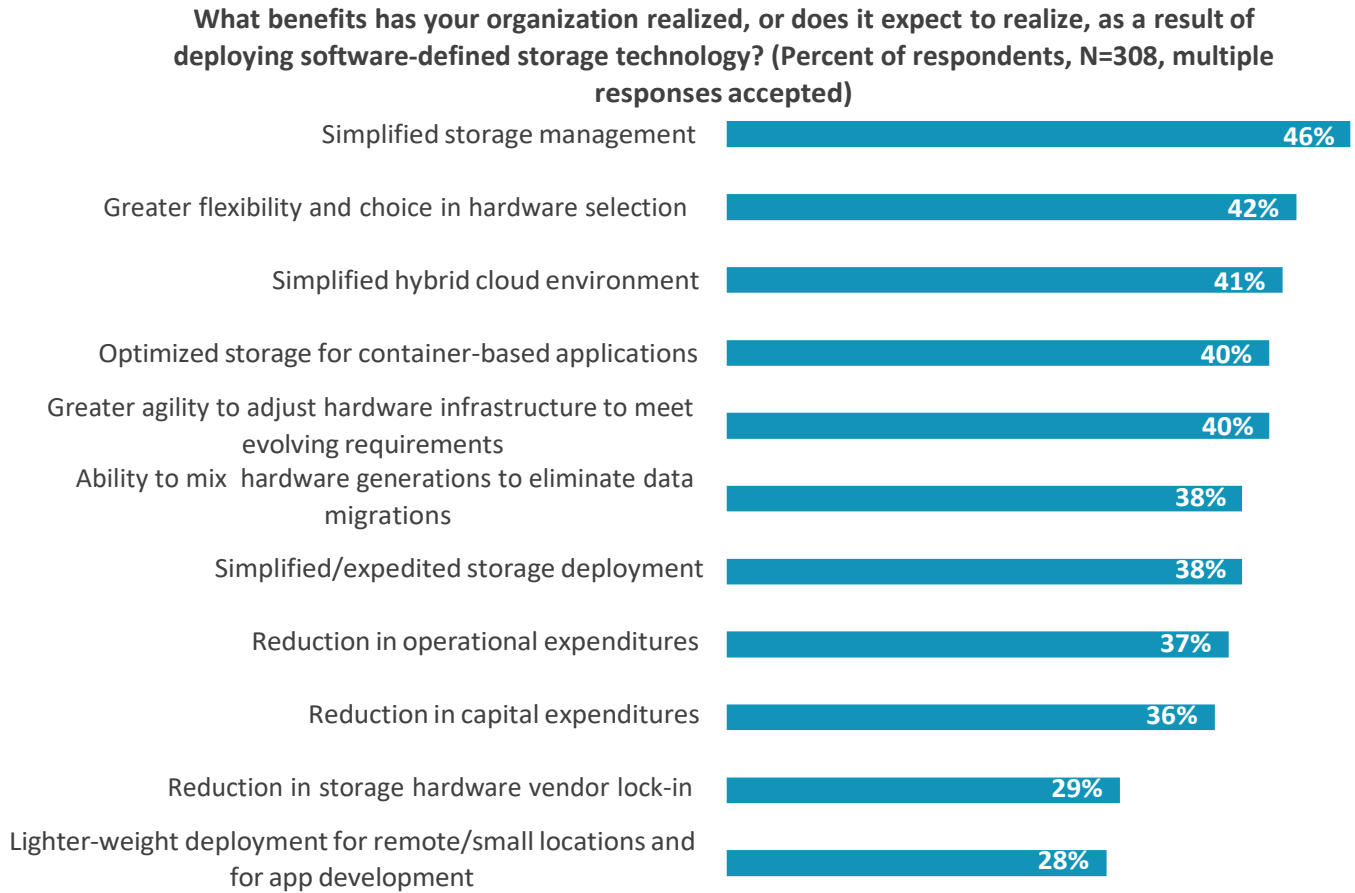 What benefits has your organization realized, or does it expect to realize, as a result of
deploying software-defined storage technology? (Percent of respondents, N=308, multiple
responses accepted)
Simplified storage management 46%
Greater flexibility and choice in hardware selection 42%
Simplified hybrid cloud environment 41%
Optimized storage for container-based applications 40%
Greater agility to adjust hardware infrastructure to meet
evolving requirements 40%
Ability to mix hardware generations to eliminate data
migrations 38%
Simplified/expedited storage deployment 38%
Reduction in operational expenditures 37%
Reduction in capital expenditures 36%
Reduction in storage hardware vendor lock-in 29%
Lighter-weight deployment for remote/small locations and
for app development 28%